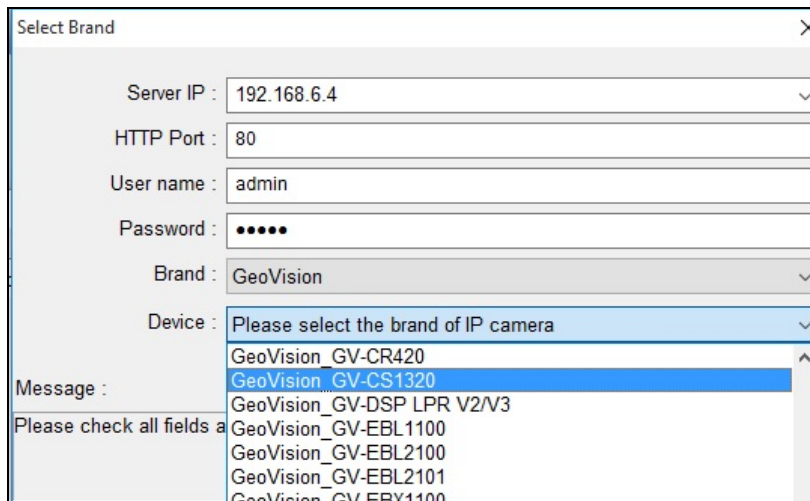 Select Brand
Server IP : 192.168.6.4
HTTP Port : 80
User name : admin
Password : •••••
Brand : GeoVision
Device : Please select the brand of IP camera
GeoVision_GV-CR420
GeoVision_GV-CS1320
Message :
GeoVision_GV-DSP LPR V2/V3
Please check all fields a
GeoVision_GV-EBL1100
GeoVision_GV-EBL2100
GeoVision_GV-EBL2101
GeoVision_GV-EBX1100